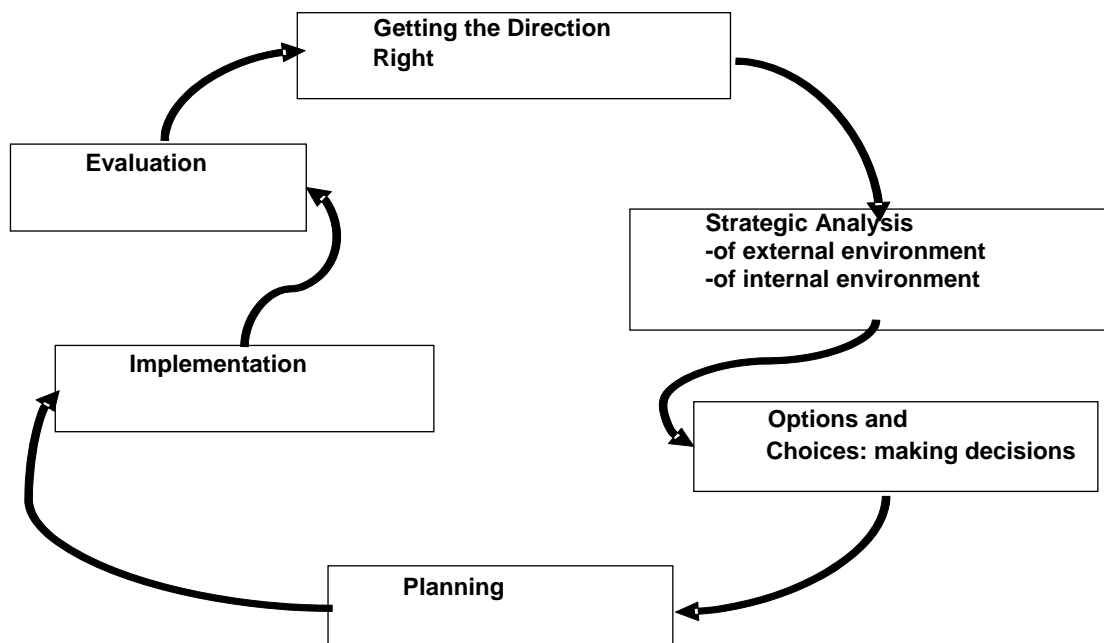 Getting the Direction
Right
Evaluation
Strategic Analysis
-of external environment
-of internal environment
Implementation
Options and
Choices: making decisions
Planning